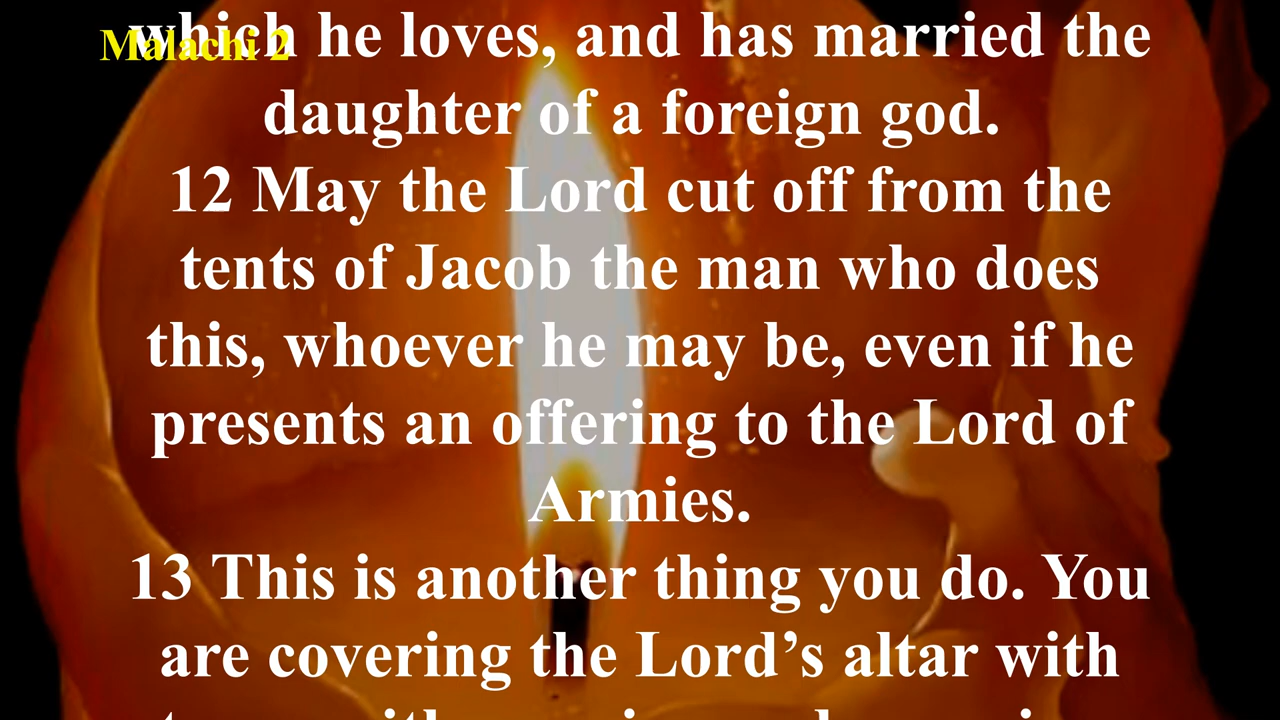 Malachi 2
which he loves, and has married the
daughter of a foreign god.
12 May the Lord cut off from the
tents of Jacob the man who does
this, whoever he may be, even if he
presents an offering to the Lord of
Armies.
13 This is another thing you do. You
are covering the Lord’s altar with